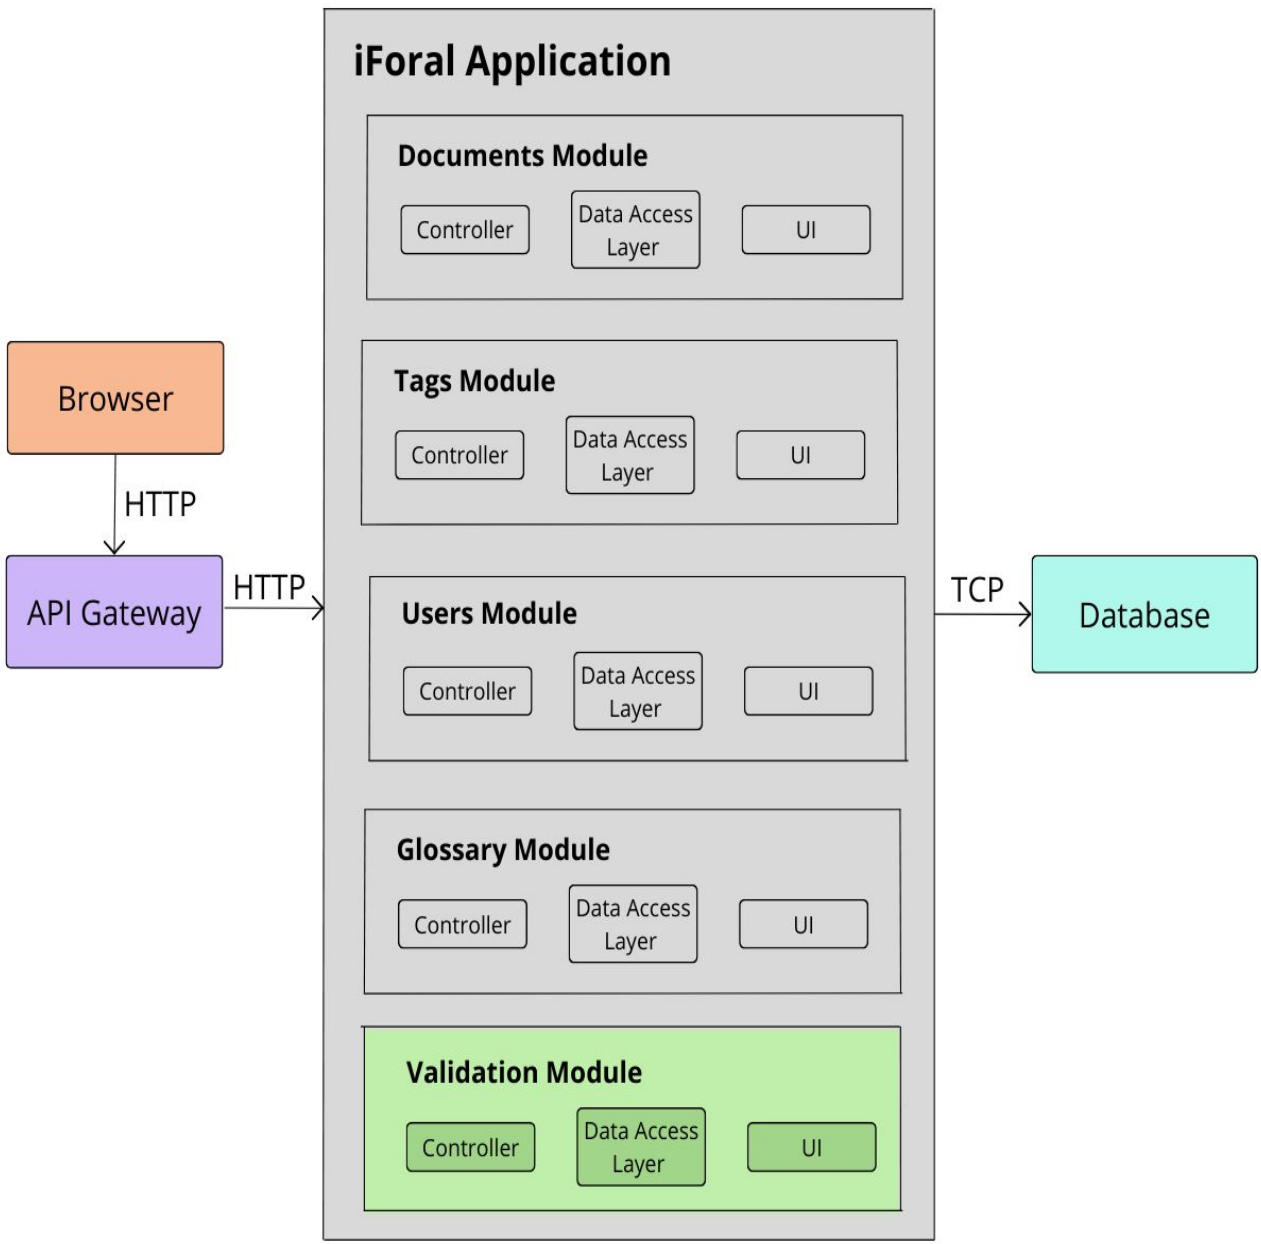 iForal Application
Documents Module
Controller
Data Access
Layer
UI
Tags Module
Controller
Data Access
Layer
UI
Browser
HTTP
API Gateway
HTTP
Users Module
Controller
Data Access
Layer
UI
TCP
Database
Glossary Module
Controller
Data Access
Layer
UI
Validation Module
Controller
Data Access
Layer
UI